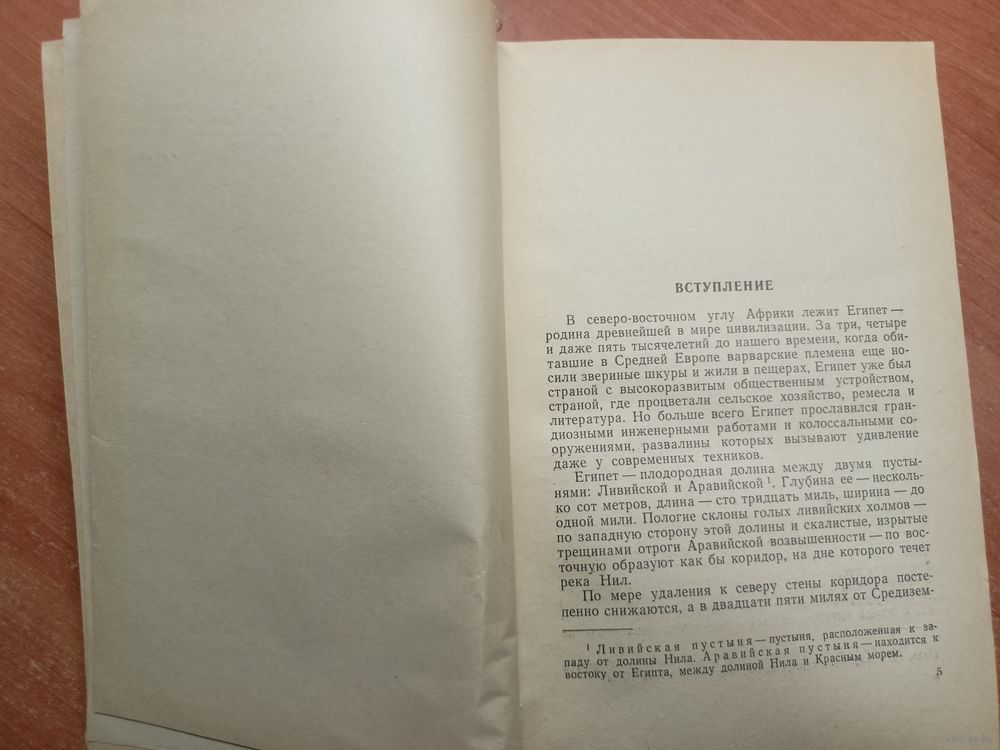 ВСТУПЛЕНИЕ
В северо-восточном углу Африки лежит Египет —
родина древнейшей в мире цивилизации. За три, четыре
и даже пять тысячелетий до нашего времени, когда оби-
тавшие в Средней Европе варварские племена еще но-
сили звериные шкуры и жили в пещерах, Египет уже был
страной с высокоразвитым общественным устройством,
страной, где процветали сельское хозяйство, ремесла и
литература. Но больше всего Египет прославился гран-
диозными инженерными работами и колоссальными со-
оружениями, развалины которых вызывают удивление
даже у современных техников.
Египет — плодородная долина между двумя пусты-
нями: Ливийской и Аравийской ¹. Глубина ее — несколь-
ко сот метров, длина — сто тридцать миль, ширина — до
одной мили. Пологие склоны голых ливийских холмов —
по западную сторону этой долины и скалистые, изрытые
трещинами отроги Аравийской возвышенности — по вос-
точную образуют как бы коридор, на дне которого течет
река Нил.
По мере удаления к северу стены коридора посте-
пенно снижаются, а в двадцати пяти милях от Средизем-
¹ Ливийская пустыня — пустыня, расположенная к за-
паду от долины Нила. Аравийская пустыня — находится к
востоку от Египта, между долиной Нила и Красным морем.
5